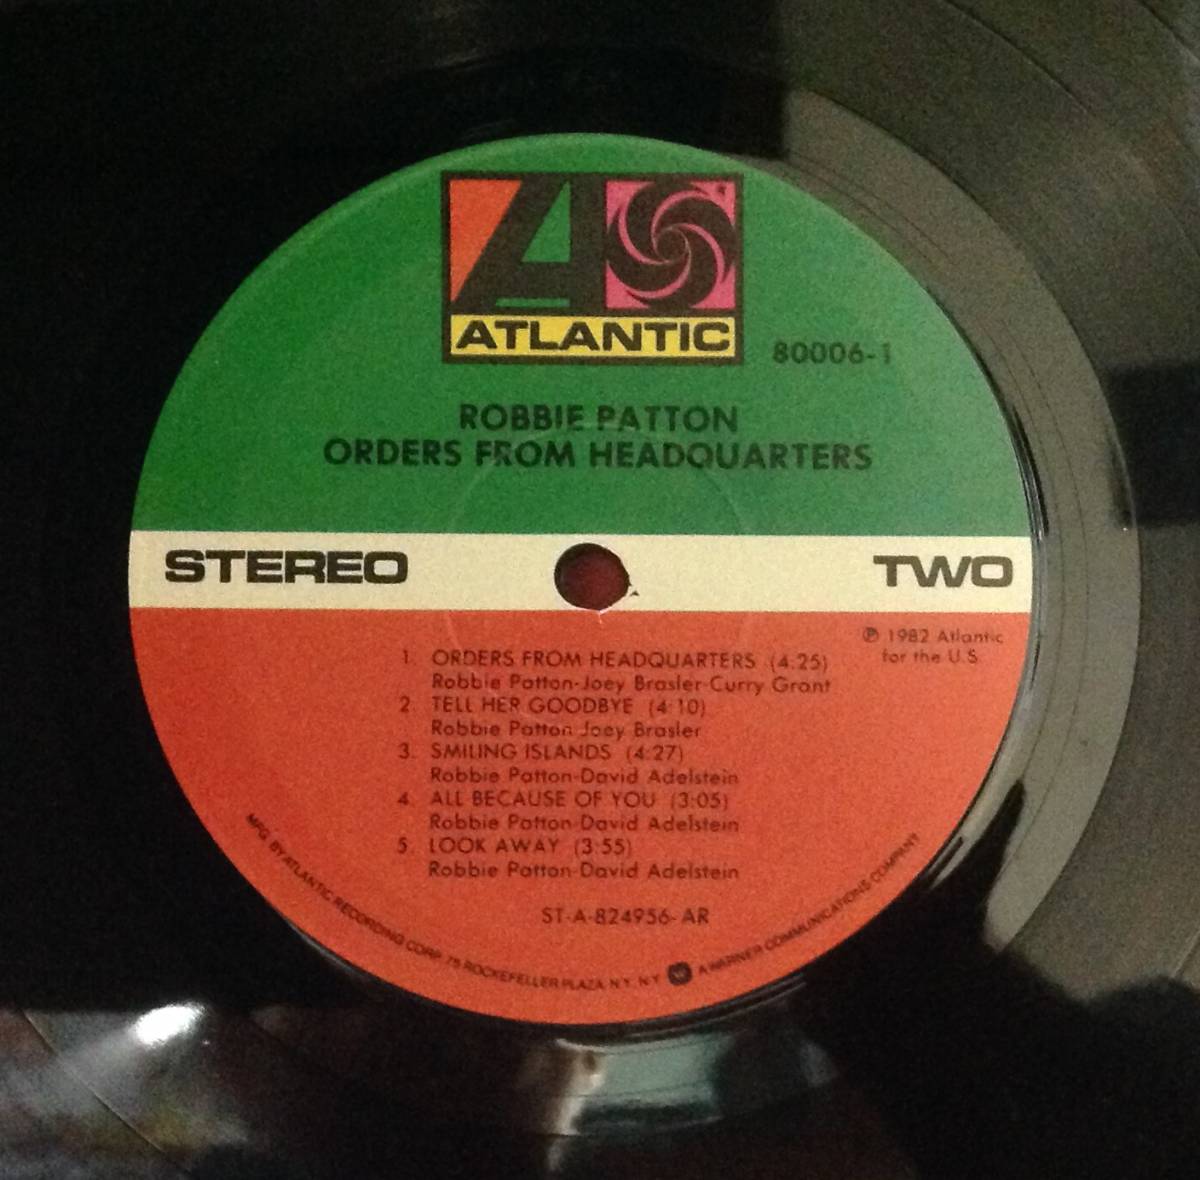 ATLANTIC
80006-1
ROBBIE PATTON
ORDERS FROM HEADQUARTERS
STEREO
TWO
℗ 1982 Atlantic
for the U.S.
1. ORDERS FROM HEADQUARTERS (4:25)
Robbie Patton-Joey Brasler-Curry Grant
2. TELL HER GOODBYE (4:10)
Robbie Patton-Joey Brasler
3. SMILING ISLANDS (4:27)
Robbie Patton-David Adelstein
4. ALL BECAUSE OF YOU (3:05)
Robbie Patton-David Adelstein
5. LOOK AWAY (3:55)
Robbie Patton-David Adelstein
ST-A-824956-AR
MFG. BY ATLANTIC RECORDING CORP. 75 ROCKEFELLER PLAZA, N.Y., N.Y. A WARNER COMMUNICATIONS COMPANY